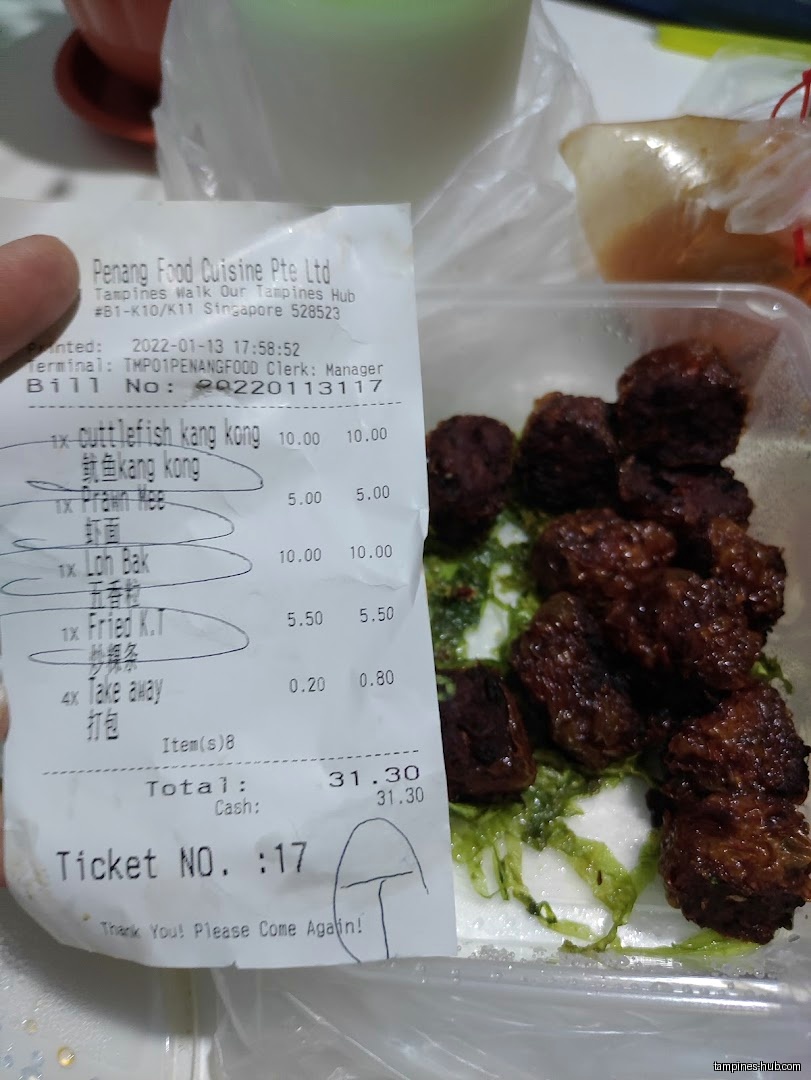 Penang Food Cuisine Pte Ltd
Tampines Walk Our Tampines Hub
#B1-K10/K11 Singapore 528523
Printed: 2022-01-13 17:58:52
Terminal: TMP01PENANGFOOD Clerk: Manager
Bill No: 20220113117
1X cuttlefish kang kong 10.00 10.00
鱿鱼kang kong
1X Prawn Mee 5.00 5.00
虾面
1X Loh Bak 10.00 10.00
五香粒
1X Fried K.T 5.50 5.50
炒粿条
4X Take away 0.20 0.80
打包
Item(s)8
Total: 31.30
Cash: 31.30
Ticket NO. :17
Thank You! Please Come Again!
tampines-hub.com